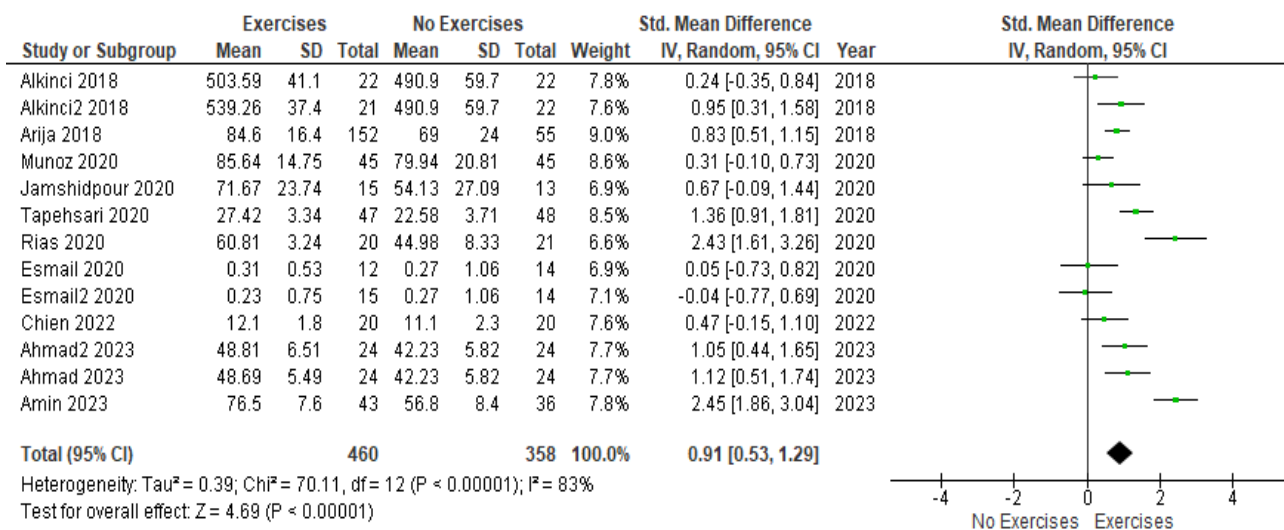 Exercises No Exercises Std. Mean Difference Std. Mean Difference
Study or Subgroup Mean SD Total Mean SD Total Weight IV, Random, 95% CI Year IV, Random, 95% CI
Alkinci 2018 503.59 41.1 22 490.9 59.7 22 7.8% 0.24 [-0.35, 0.84] 2018
Alkinci2 2018 539.26 37.4 21 490.9 59.7 22 7.6% 0.95 [0.31, 1.58] 2018
Arija 2018 84.6 16.4 152 69 24 55 9.0% 0.83 [0.51, 1.15] 2018
Munoz 2020 85.64 14.75 45 79.94 20.81 45 8.6% 0.31 [-0.10, 0.73] 2020
Jamshidpour 2020 71.67 23.74 15 54.13 27.09 13 6.9% 0.67 [-0.09, 1.44] 2020
Tapehsari 2020 27.42 3.34 47 22.58 3.71 48 8.5% 1.36 [0.91, 1.81] 2020
Rias 2020 60.81 3.24 20 44.98 8.33 21 6.6% 2.43 [1.61, 3.26] 2020
Esmail 2020 0.31 0.53 12 0.27 1.06 14 6.9% 0.05 [-0.73, 0.82] 2020
Esmail2 2020 0.23 0.75 15 0.27 1.06 14 7.1% -0.04 [-0.77, 0.69] 2020
Chien 2022 12.1 1.8 20 11.1 2.3 20 7.6% 0.47 [-0.15, 1.10] 2022
Ahmad2 2023 48.81 6.51 24 42.23 5.82 24 7.7% 1.05 [0.44, 1.65] 2023
Ahmad 2023 48.69 5.49 24 42.23 5.82 24 7.7% 1.12 [0.51, 1.74] 2023
Amin 2023 76.5 7.6 43 56.8 8.4 36 7.8% 2.45 [1.86, 3.04] 2023
Total (95% CI) 460 358 100.0% 0.91 [0.53, 1.29]
Heterogeneity: Tau² = 0.39; Chi² = 70.11, df = 12 (P < 0.00001); I² = 83%
Test for overall effect: Z = 4.69 (P < 0.00001)
-4 -2 0 2 4
No Exercises Exercises